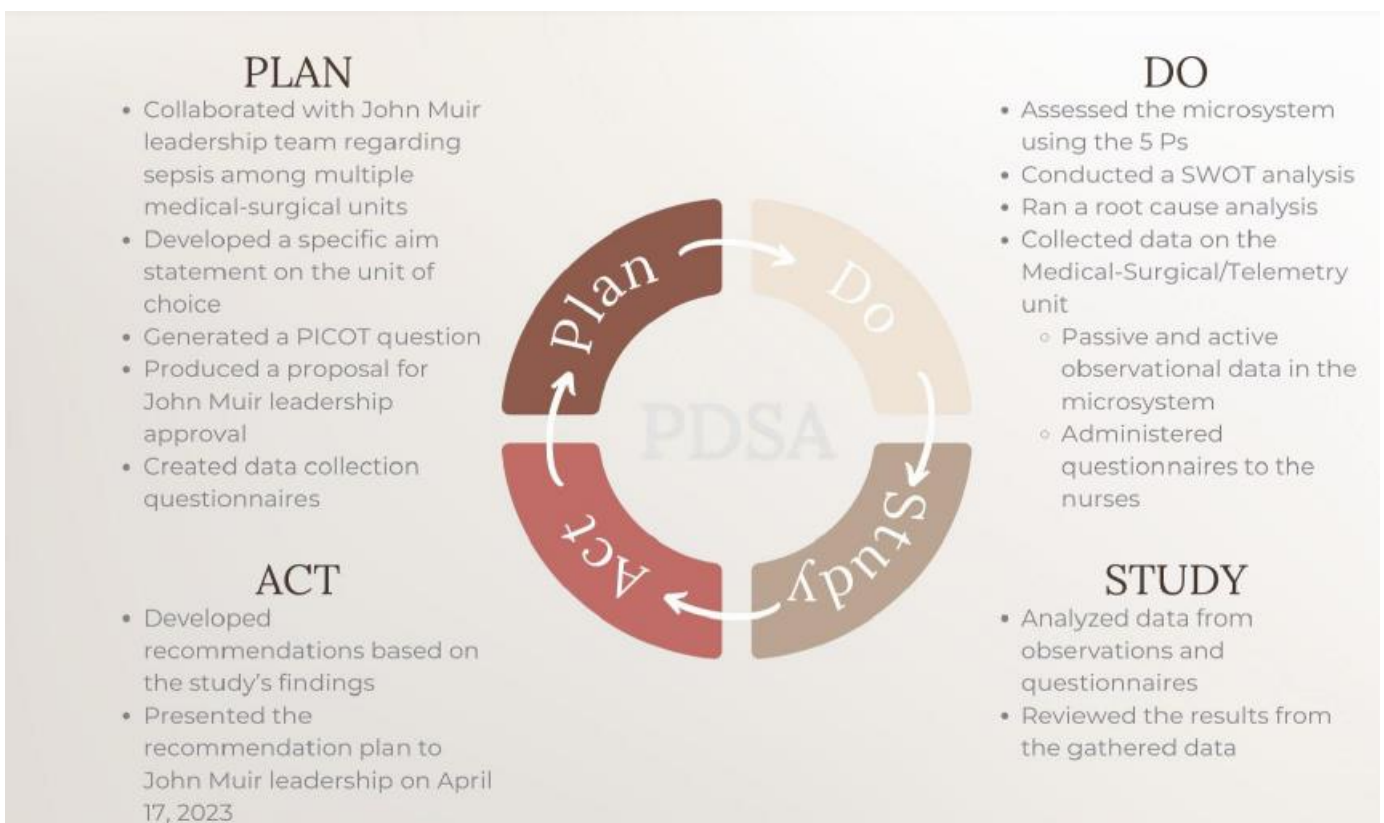 PLAN
• Collaborated with John Muir
leadership team regarding
sepsis among multiple
medical-surgical units
• Developed a specific aim
statement on the unit of
choice
• Generated a PICOT question
• Produced a proposal for
John Muir leadership
approval
• Created data collection
questionnaires
DO
• Assessed the microsystem
using the 5 Ps
• Conducted a SWOT analysis
• Ran a root cause analysis
• Collected data on the
Medical-Surgical/Telemetry
unit
◦ Passive and active
observational data in the
microsystem
◦ Administered
questionnaires to the
nurses
Plan
Do
PDSA
Act
Study
ACT
• Developed
recommendations based on
the study's findings
• Presented the
recommendation plan to
John Muir leadership on April
17, 2023
STUDY
• Analyzed data from
observations and
questionnaires
• Reviewed the results from
the gathered data